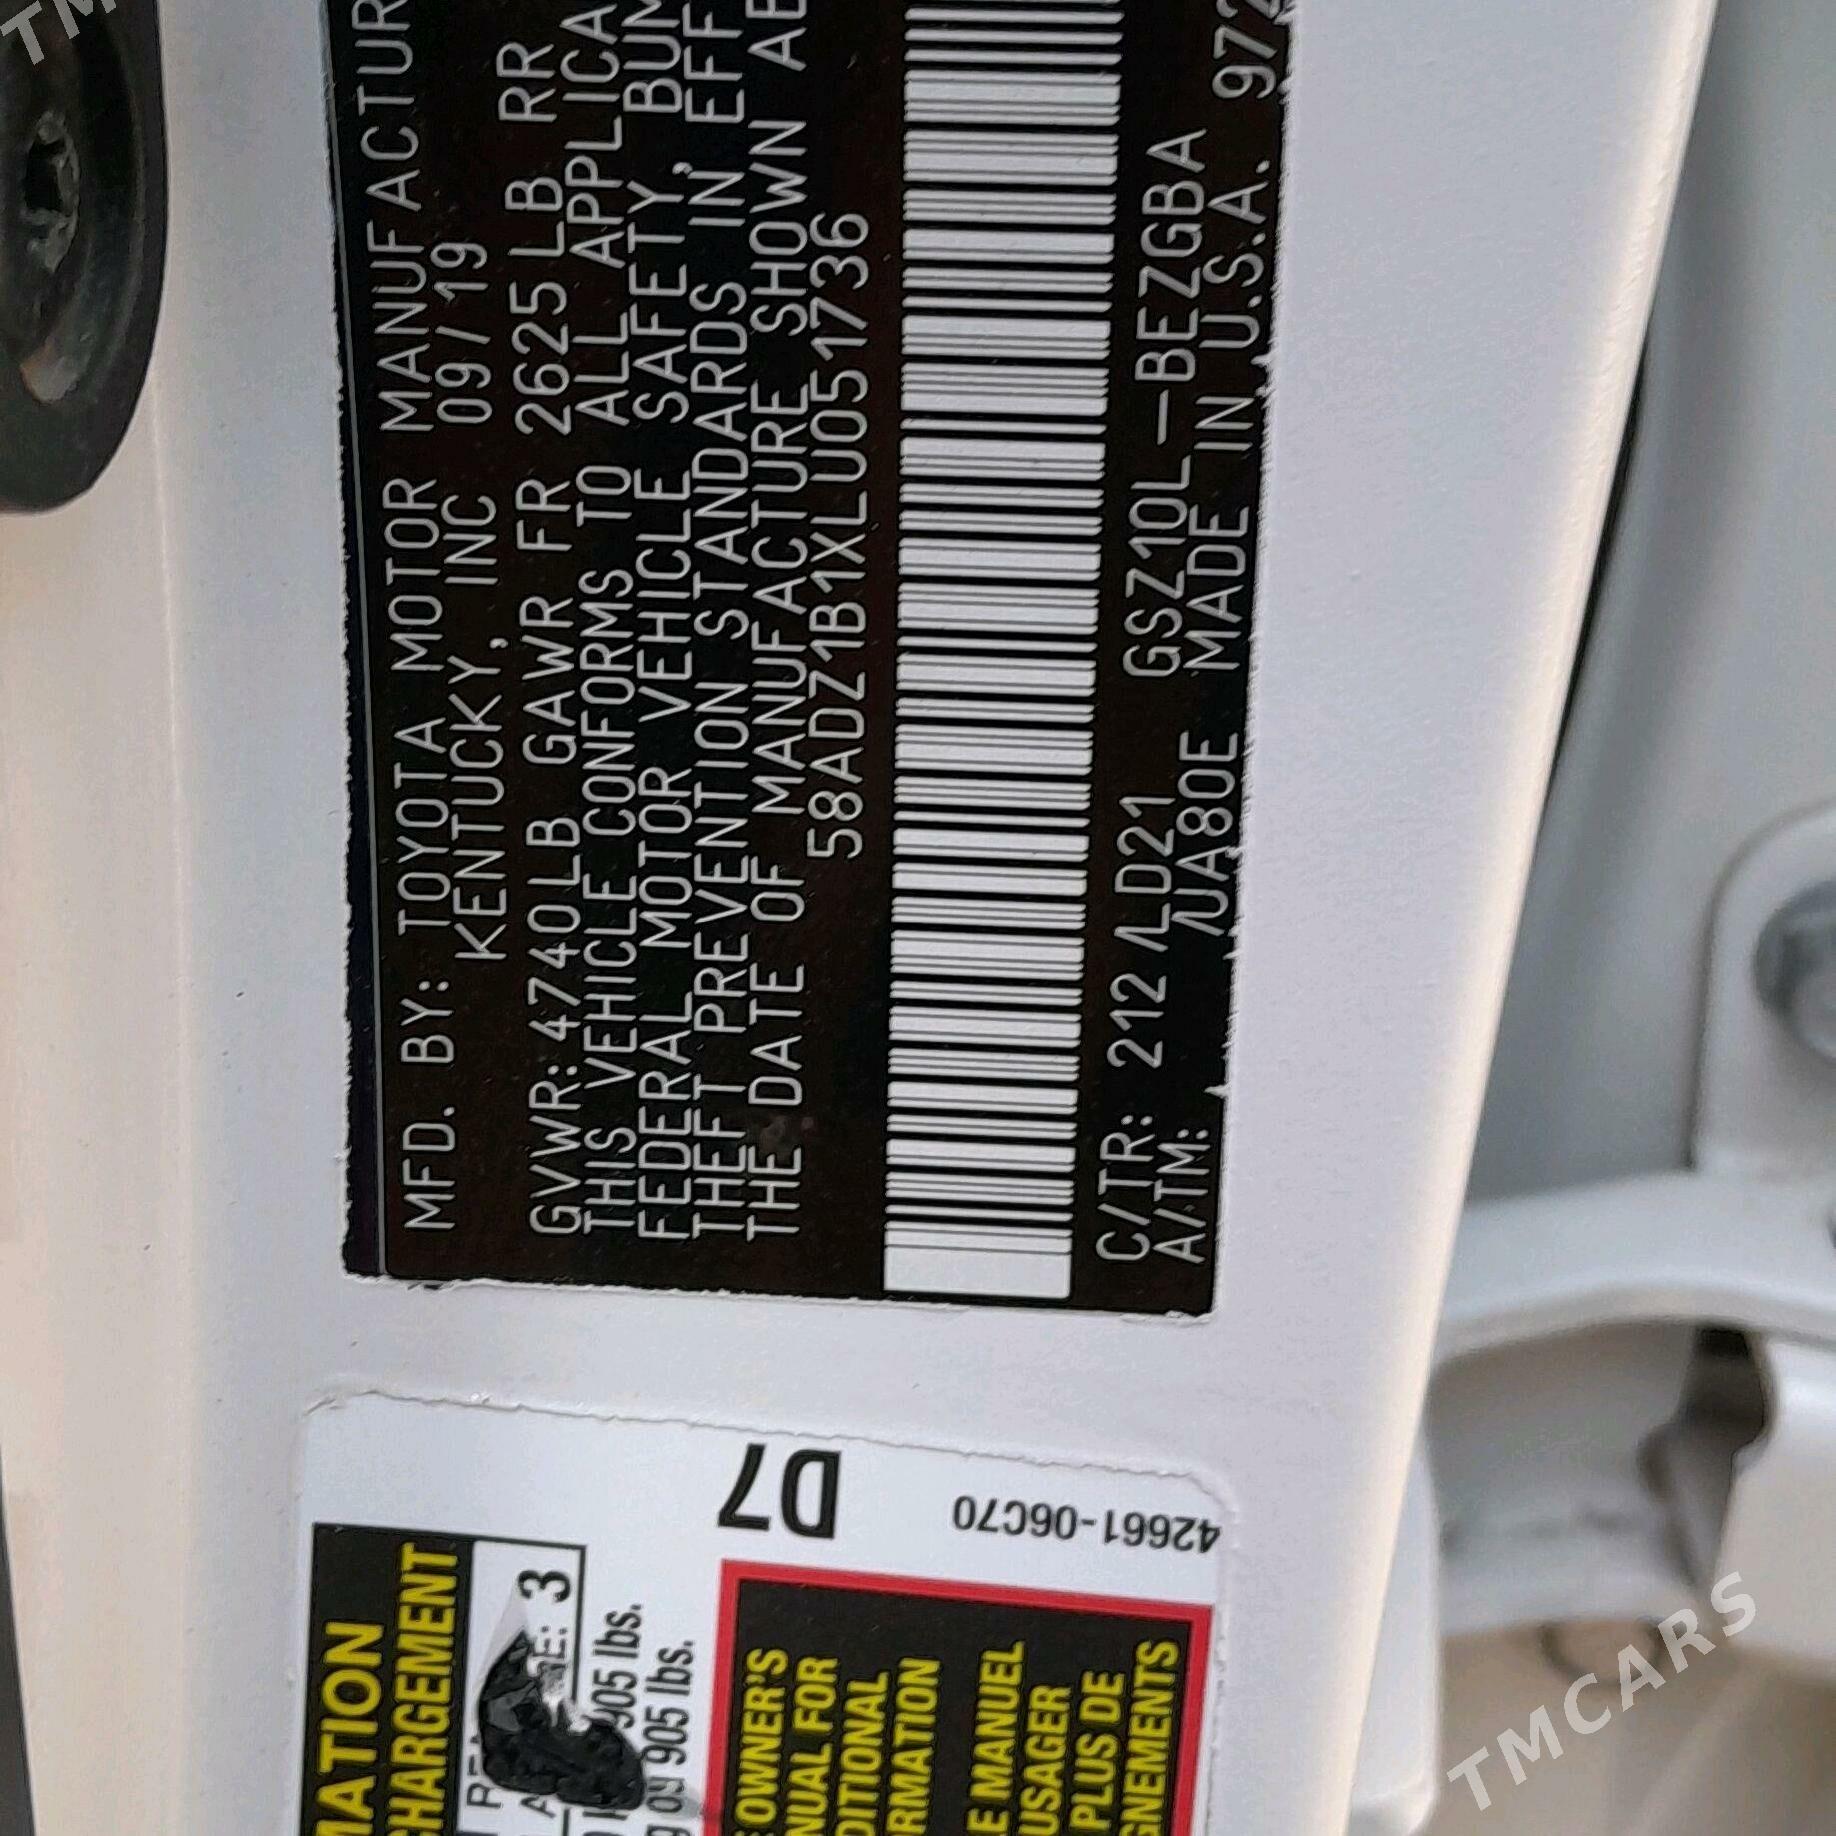 MFD. BY: TOYOTA MOTOR MANUFACTUR
KENTUCKY, INC 09/19
GVWR: 4740LB GAWR FR 2625LB RR
THIS VEHICLE CONFORMS TO ALL APPLICA
FEDERAL MOTOR VEHICLE SAFETY, BUM
THEFT PREVENTION STANDARDS IN EFF
THE DATE OF MANUFACTURE SHOWN AB
58ADZ1B1XLU051736
C/TR: 212/LD21 GSZ10L-BEZGBA
A/TM: /UA80E MADE IN U.S.A. 972
D7
42661-06C70
MATION
CHARGEMENT
3
905 lbs.
905 lbs.
OWNER'S
NUAL FOR
DITIONAL
RMATION
E MANUEL
USAGER
PLUS DE
GNEMENTS
TMCARS
TM